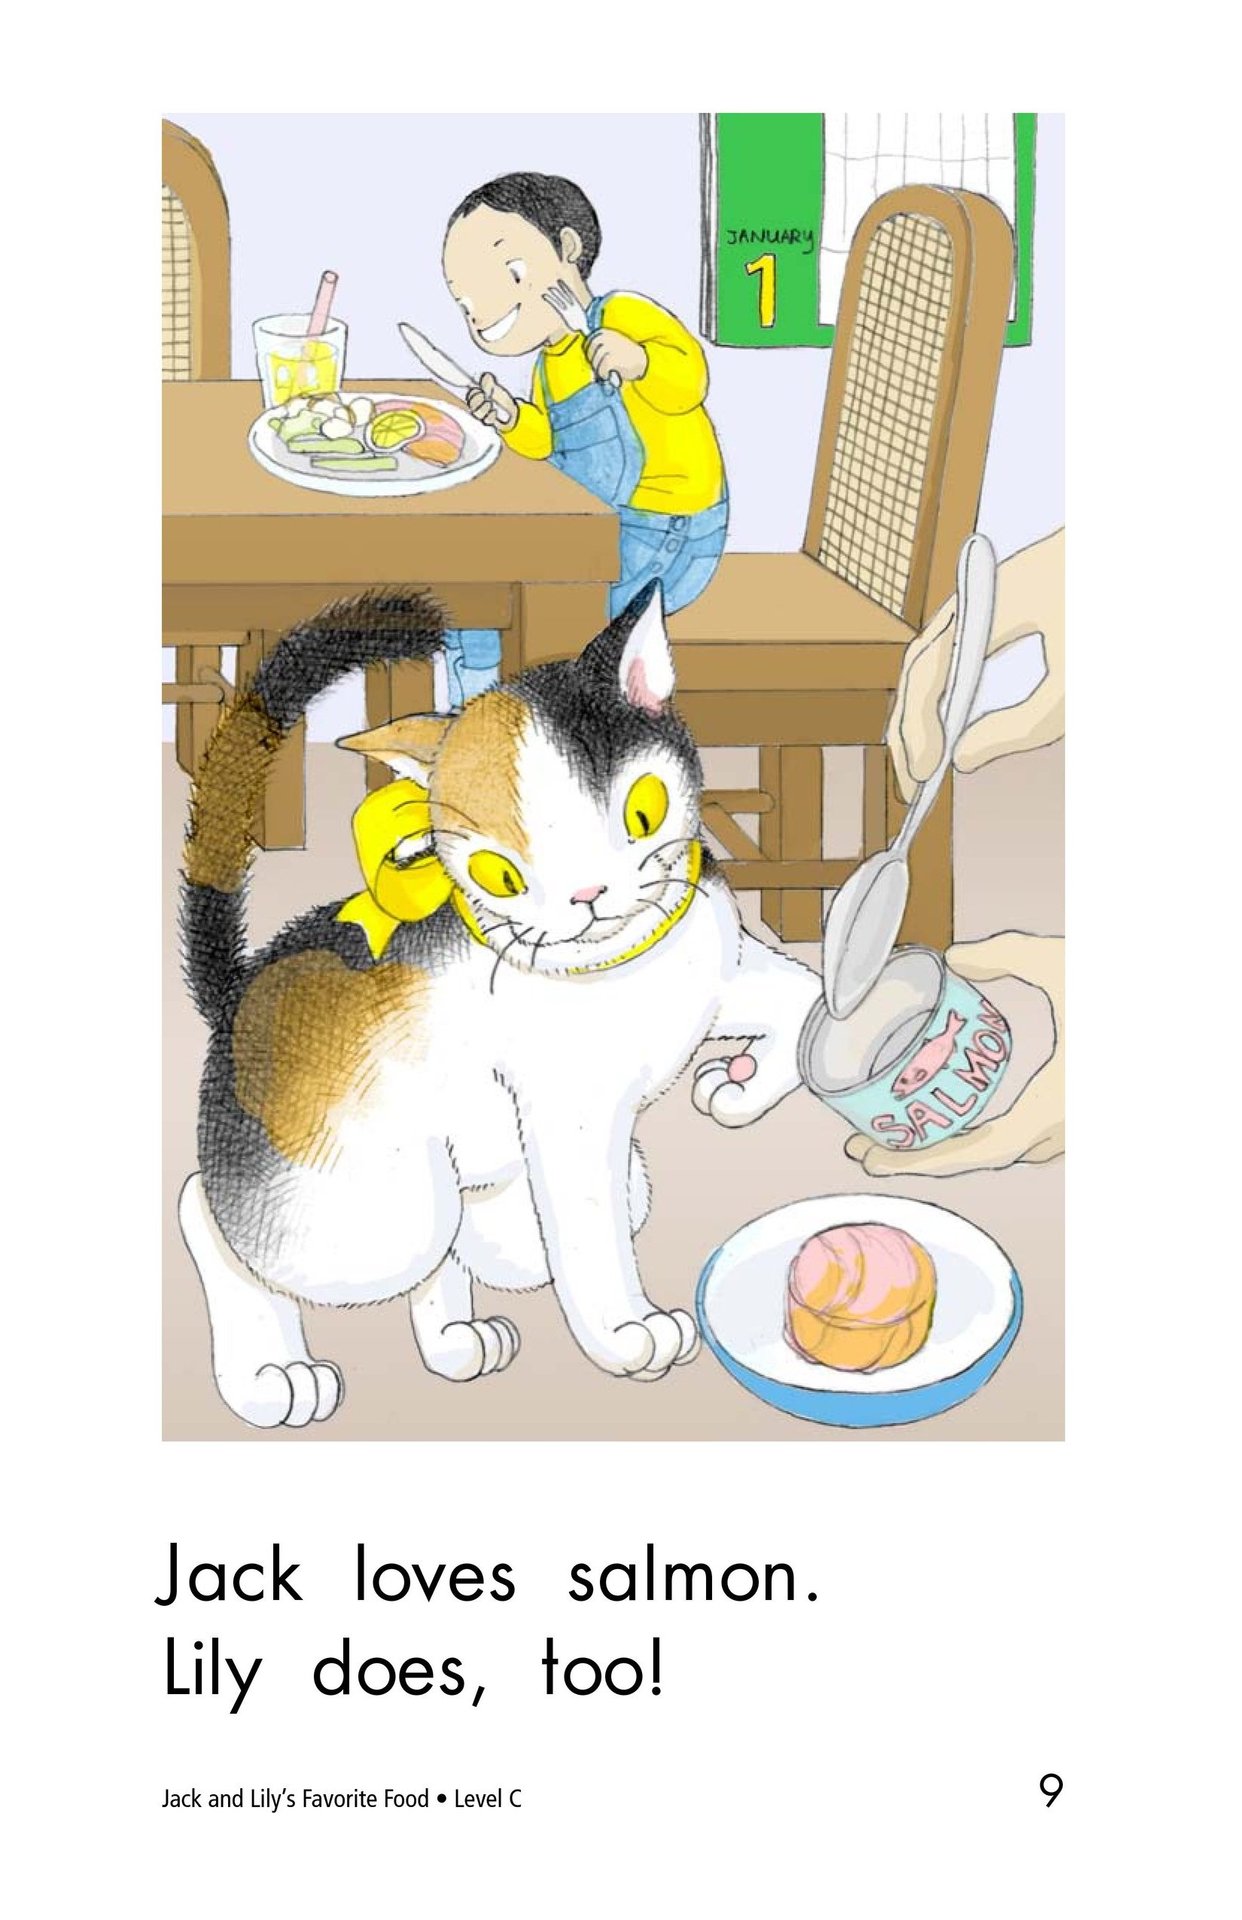 JANUARY
1
SALMON
Jack loves salmon.
Lily does, too!
Jack and Lily’s Favorite Food • Level C
9